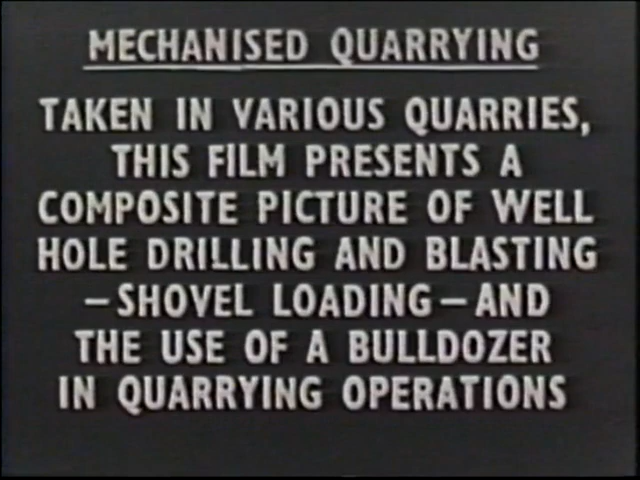 MECHANISED QUARRYING
TAKEN IN VARIOUS QUARRIES,
THIS FILM PRESENTS A
COMPOSITE PICTURE OF WELL
HOLE DRILLING AND BLASTING
—SHOVEL LOADING—AND
THE USE OF A BULLDOZER
IN QUARRYING OPERATIONS